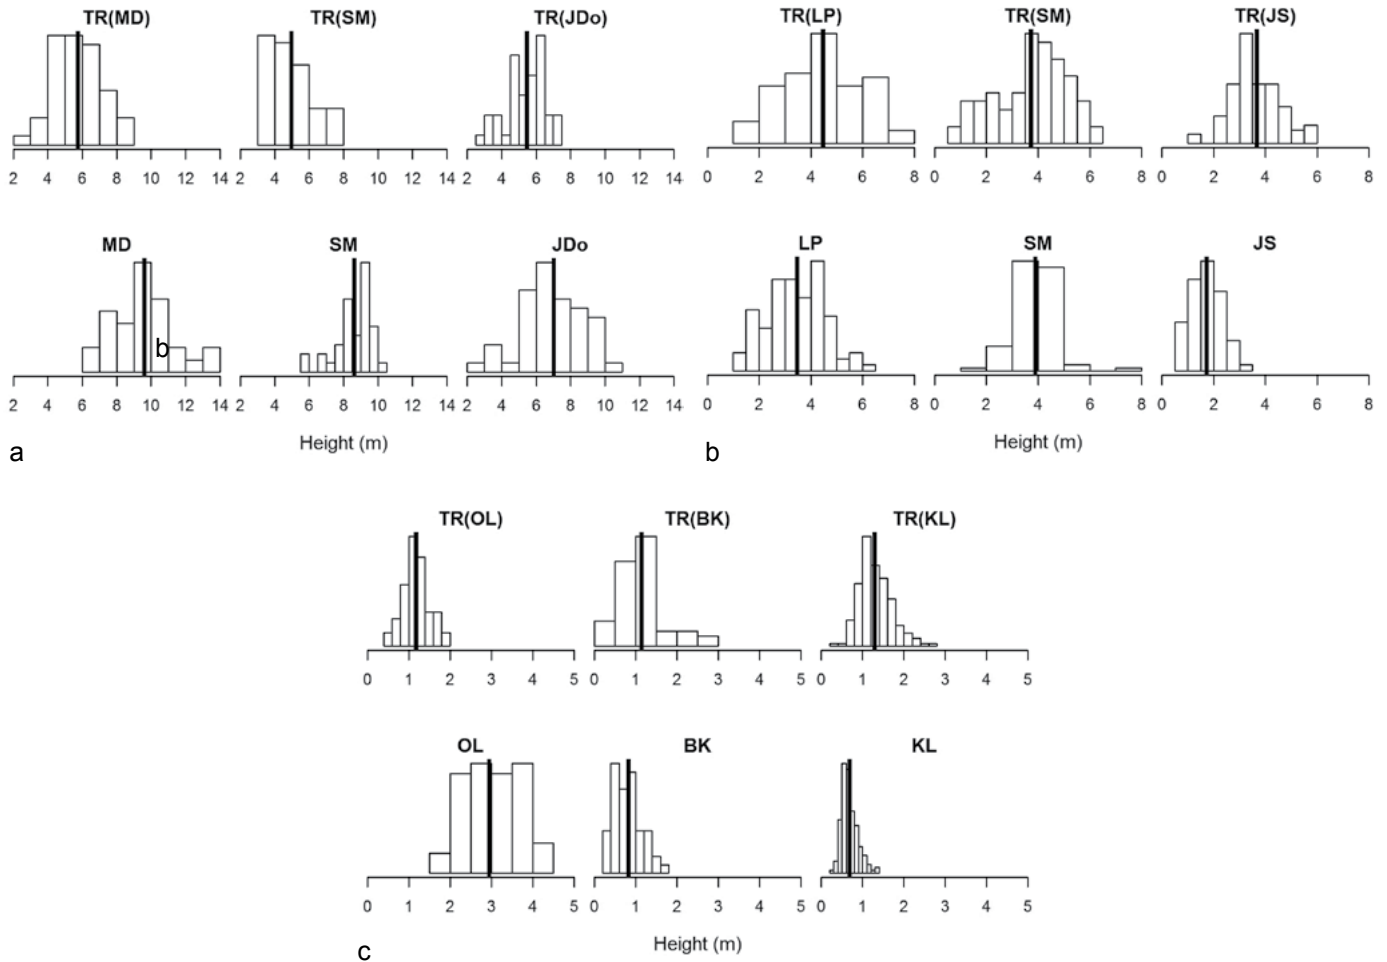 TR(MD) TR(SM) TR(JDo)
2 4 6 8 10 12 14 2 4 6 8 10 12 14 2 4 6 8 10 12 14
MD SM JDo
b
2 4 6 8 10 12 14 2 4 6 8 10 12 14 2 4 6 8 10 12 14
Height (m)
a
TR(LP) TR(SM) TR(JS)
0 2 4 6 8 0 2 4 6 8 0 2 4 6 8
LP SM JS
0 2 4 6 8 0 2 4 6 8 0 2 4 6 8
Height (m)
b
TR(OL) TR(BK) TR(KL)
0 1 2 3 4 5 0 1 2 3 4 5 0 1 2 3 4 5
OL BK KL
0 1 2 3 4 5 0 1 2 3 4 5 0 1 2 3 4 5
Height (m)
c